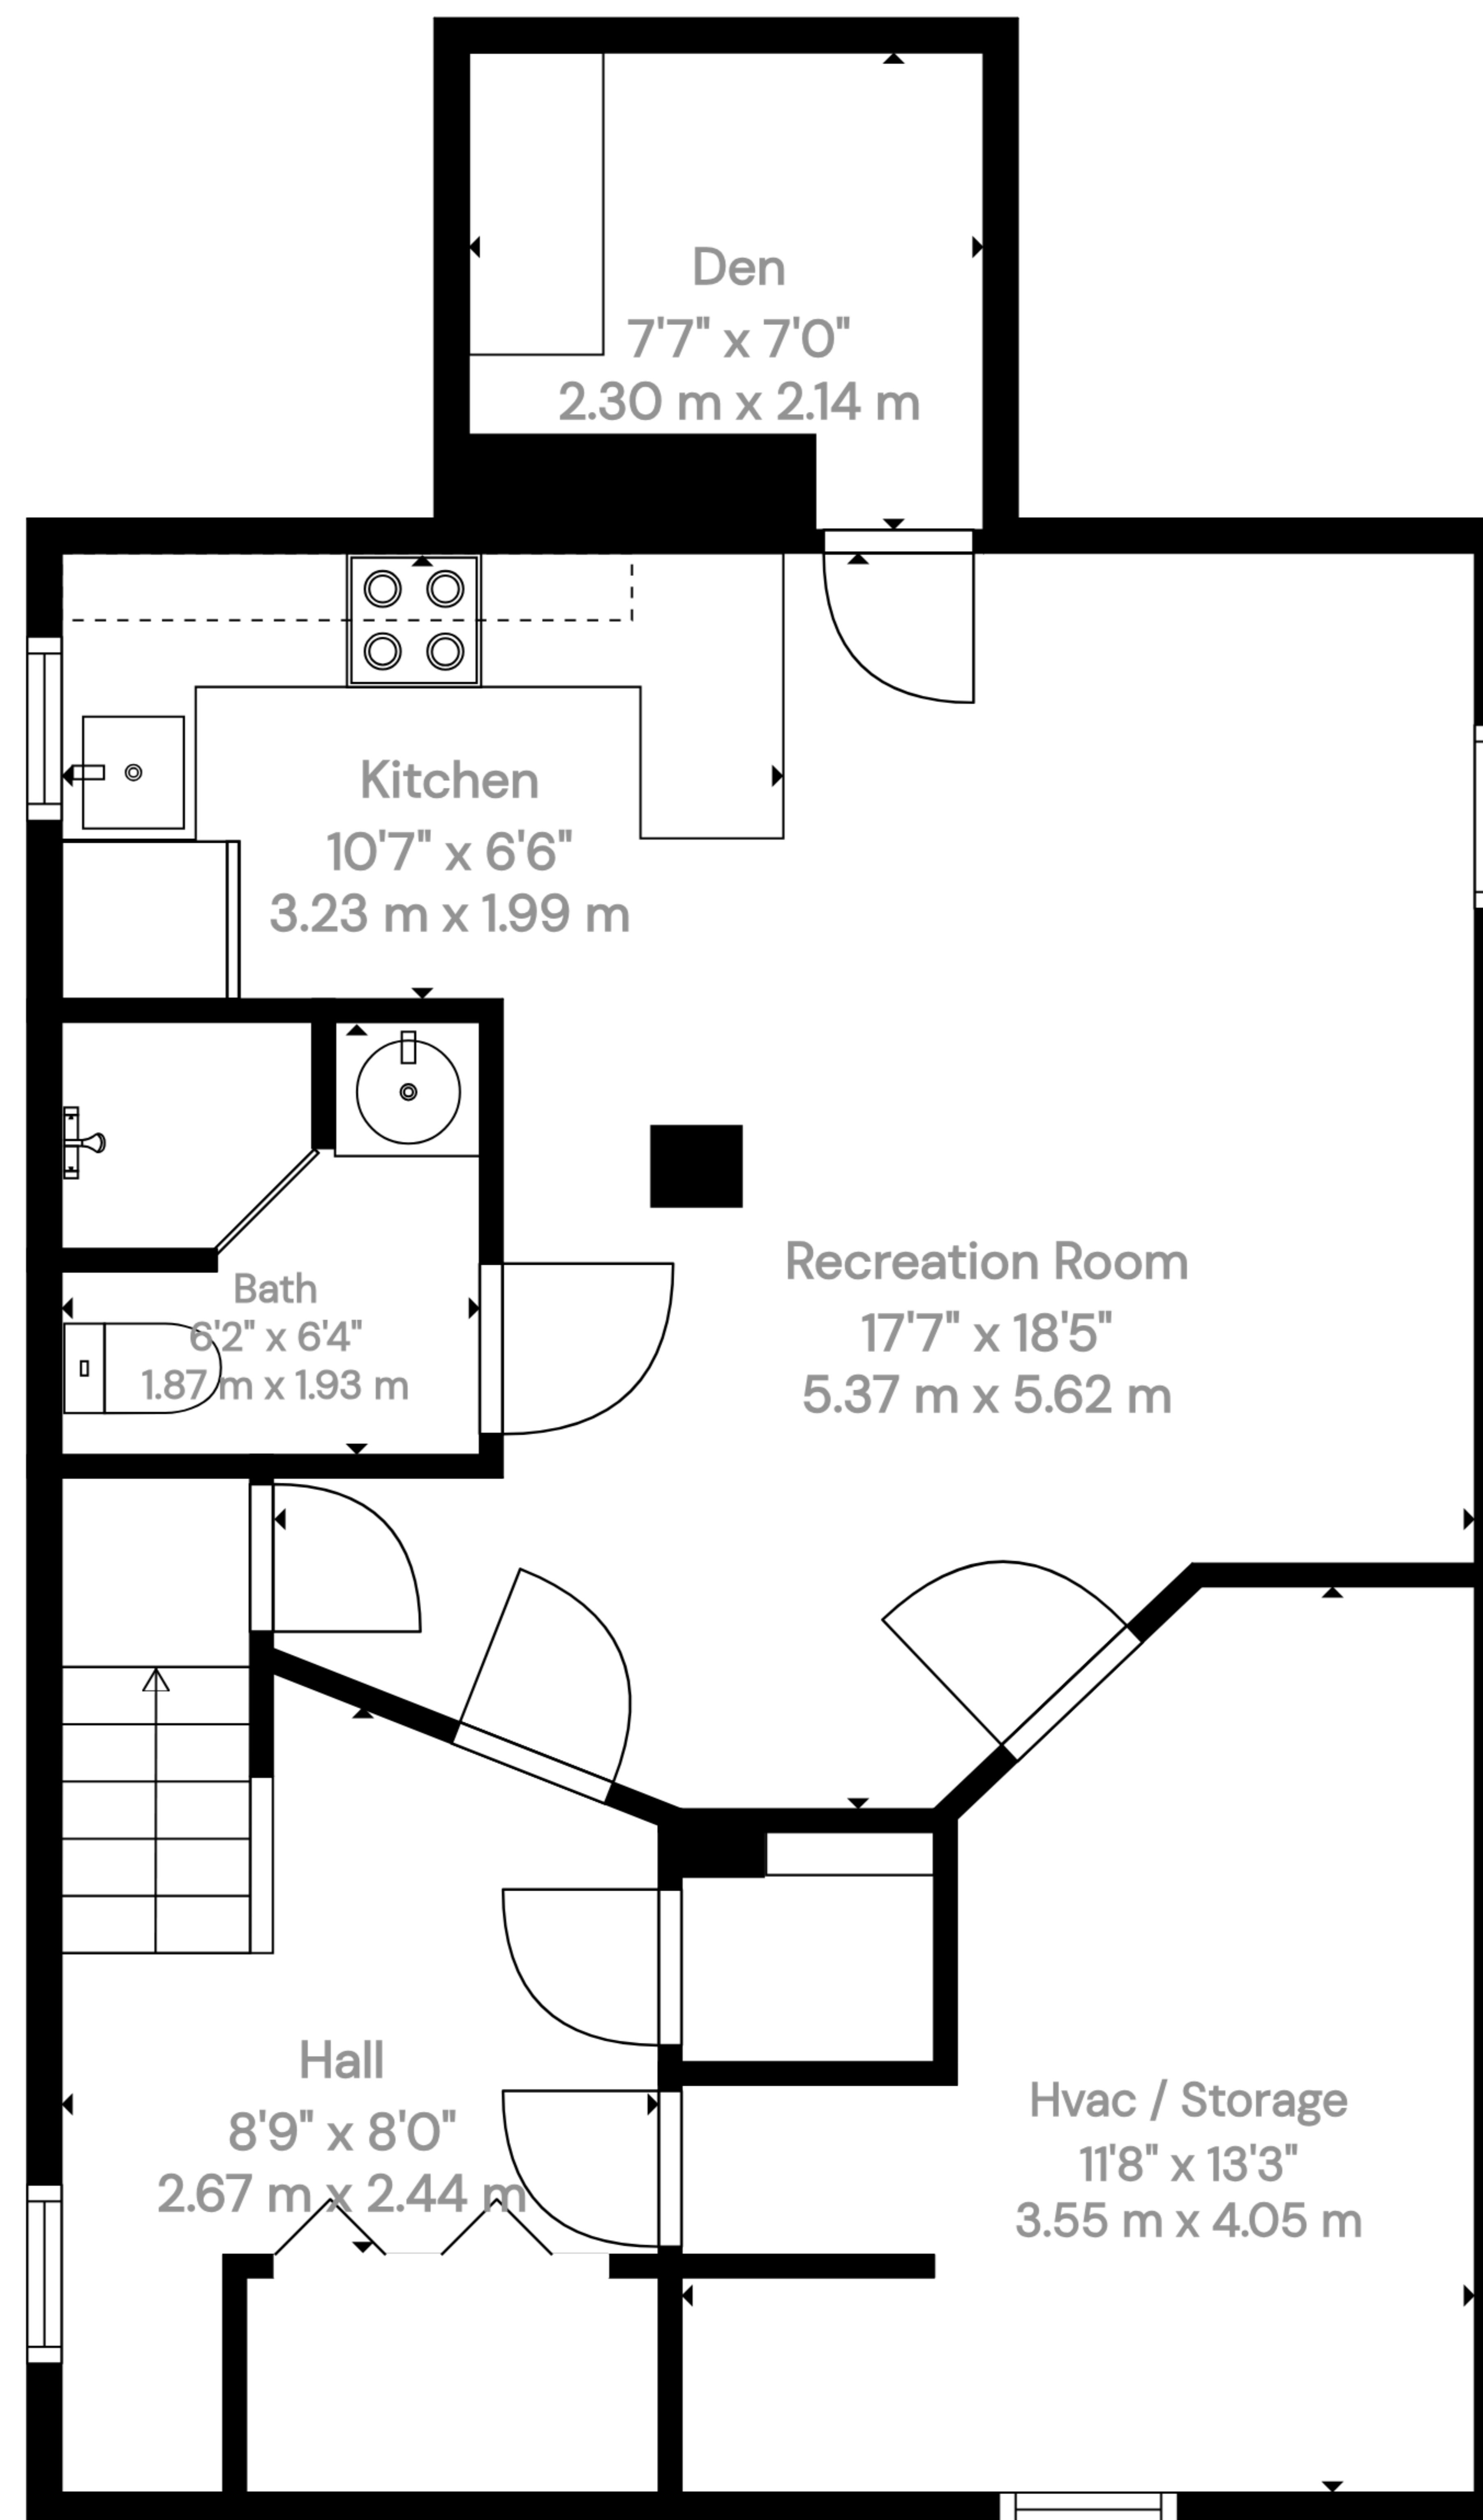 Den
7'7" x 7'0"
2.30 m x 2.14 m
Kitchen
10'7" x 6'6"
3.23 m x 1.99 m
Recreation Room
17'7" x 18'5"
5.37 m x 5.62 m
Bath
6'2" x 6'4"
1.87 m x 1.93 m
Hall
8'9" x 8'0"
2.67 m x 2.44 m
Hvac / Storage
11'8" x 13'3"
3.55 m x 4.05 m